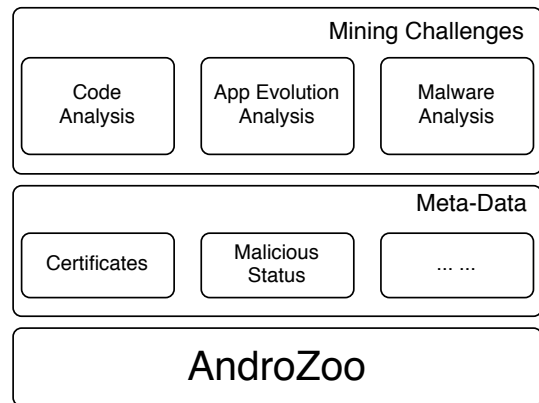 Mining Challenges
Code
Analysis
App Evolution
Analysis
Malware
Analysis
Meta-Data
Certificates
Malicious
Status
... ...
AndroZoo